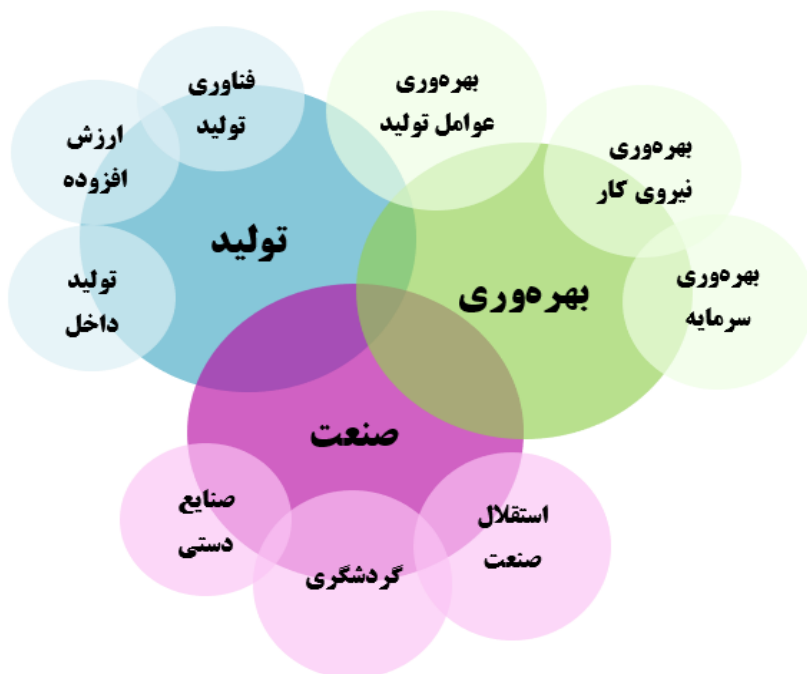 فناوری
تولید
بهره‌وری
عوامل تولید
ارزش
افزوده
بهره‌وری
نیروی کار
تولید
تولید
داخل
بهره‌وری
بهره‌وری
سرمایه
صنعت
صنایع
دستی
گردشگری
استقلال
صنعت